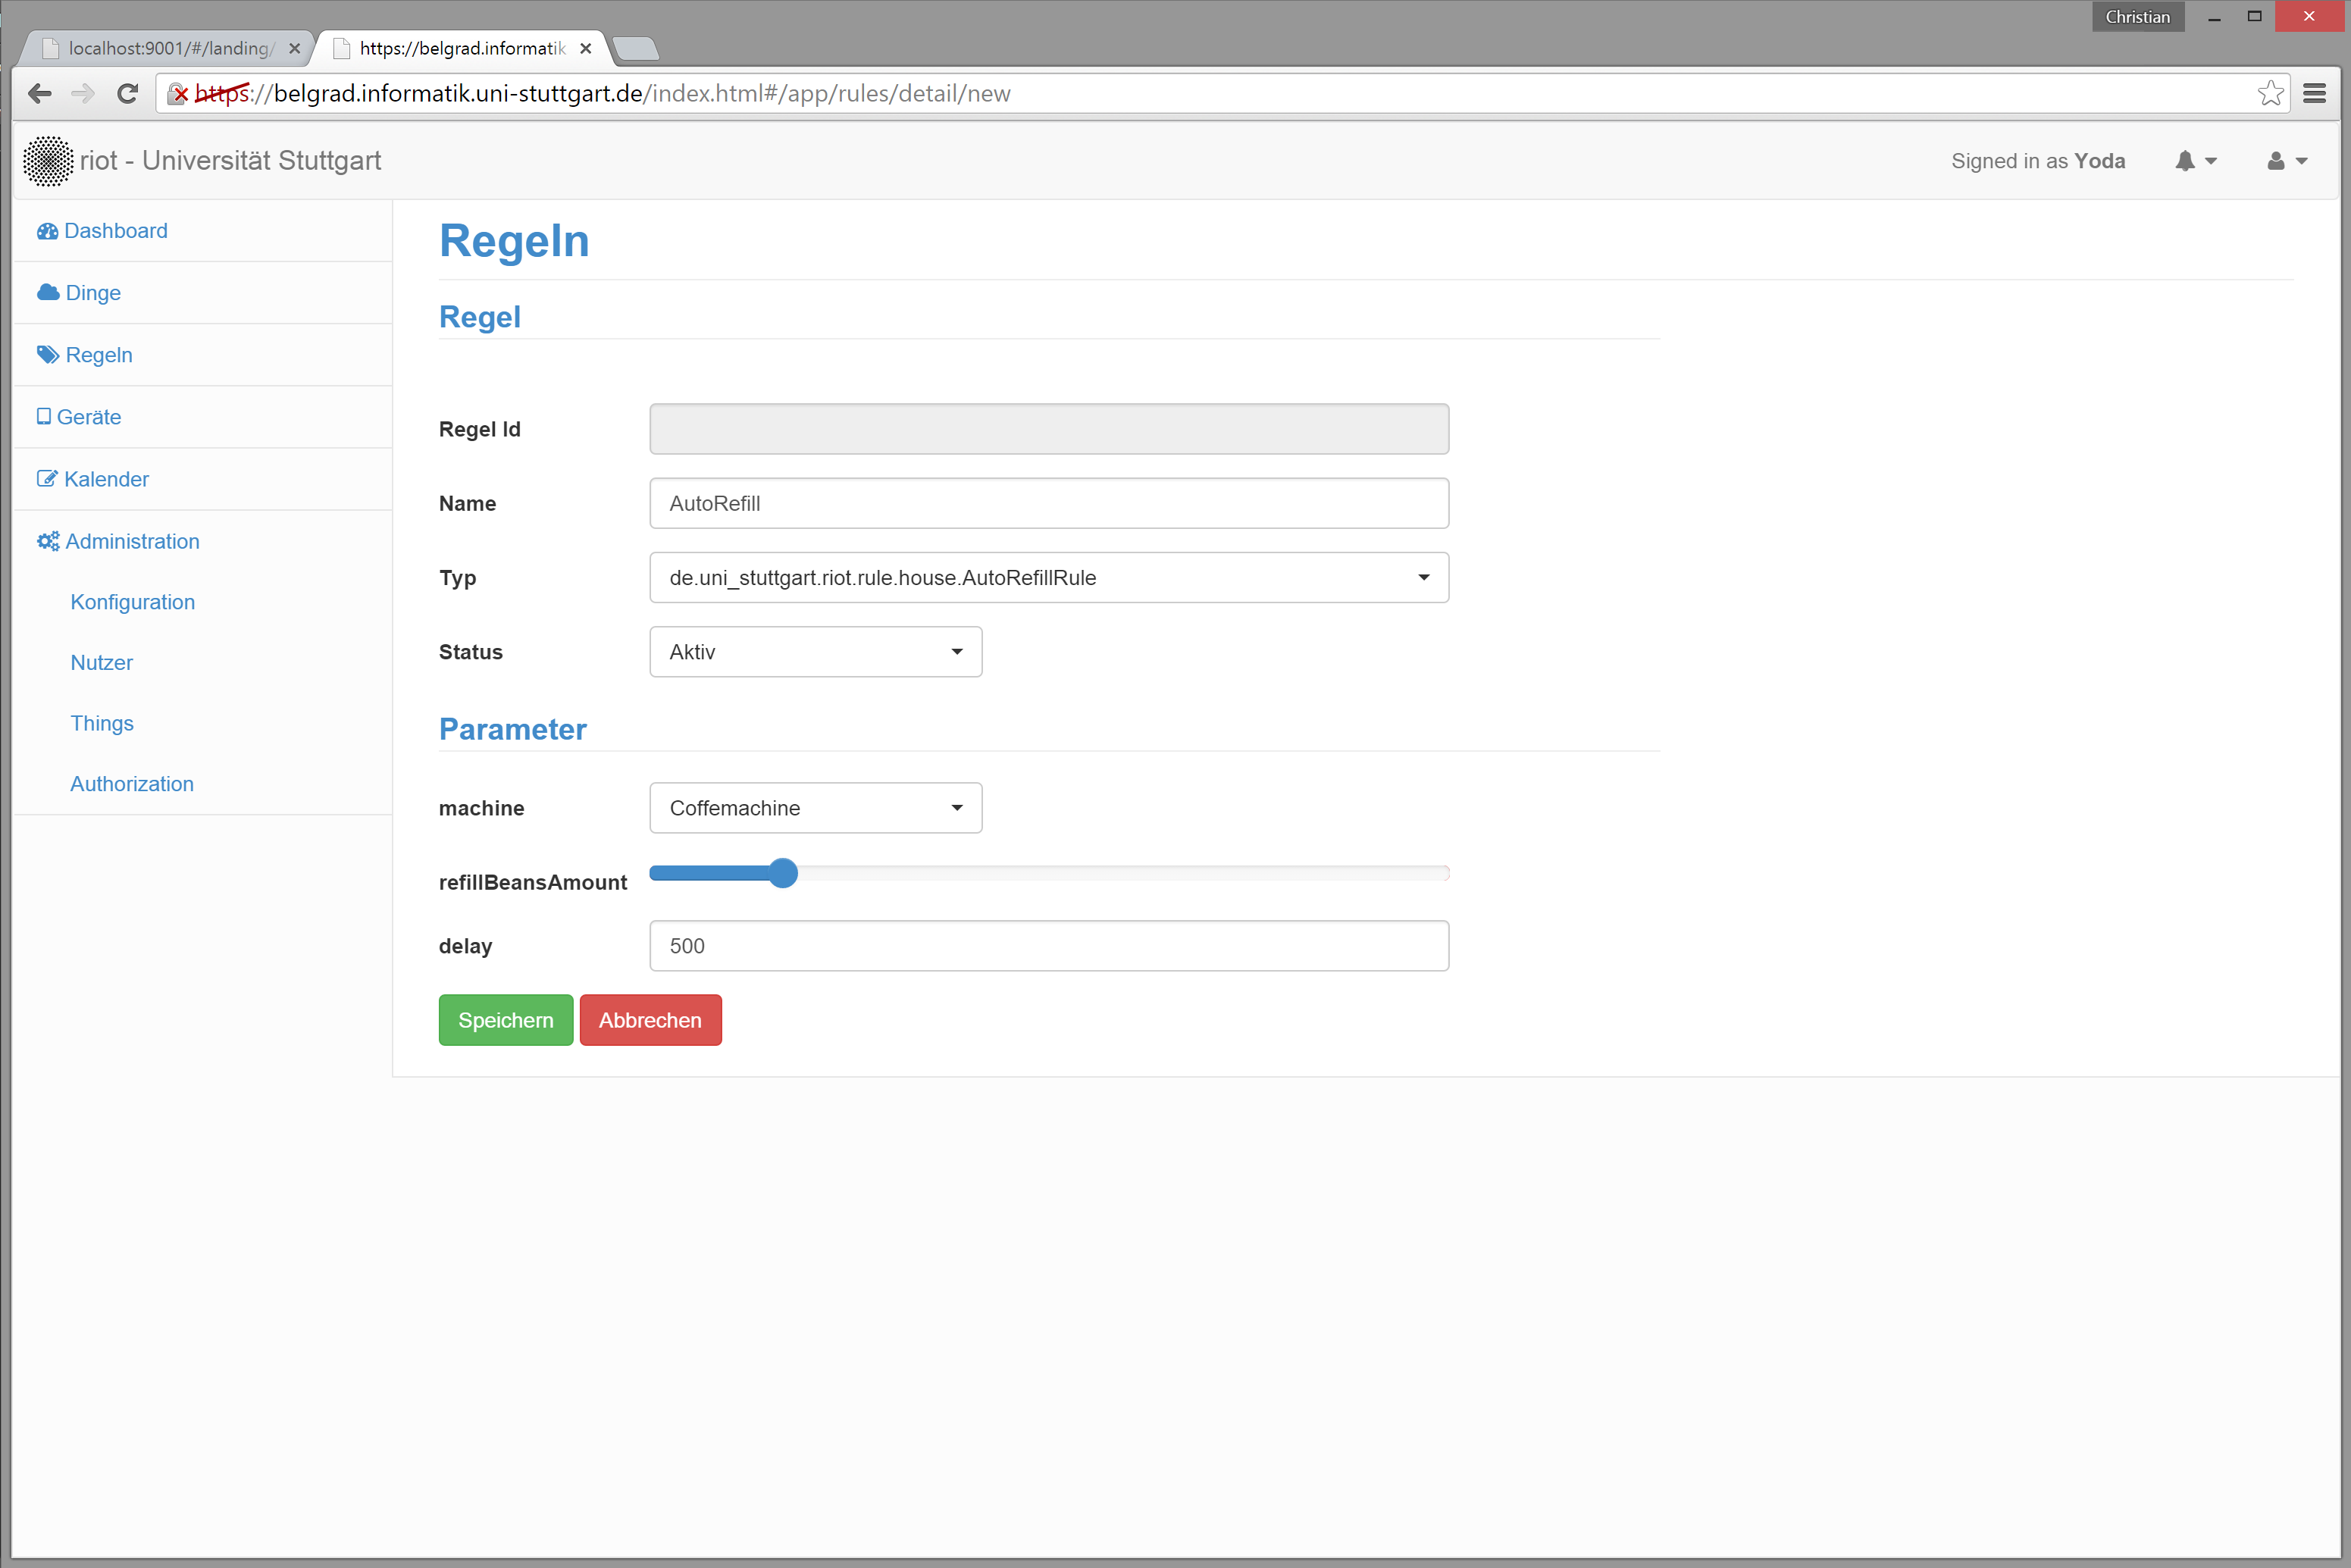 Christian
localhost:9001/#/landing/
https://belgrad.informatik
https://belgrad.informatik.uni-stuttgart.de/index.html#/app/rules/detail/new
riot - Universität Stuttgart
Signed in as Yoda
Dashboard
Dinge
Regeln
Geräte
Kalender
Administration
Konfiguration
Nutzer
Things
Authorization
Regeln
Regel
Regel Id
Name AutoRefill
Typ de.uni_stuttgart.riot.rule.house.AutoRefillRule
Status Aktiv
Parameter
machine Coffemachine
refillBeansAmount
delay 500
Speichern Abbrechen